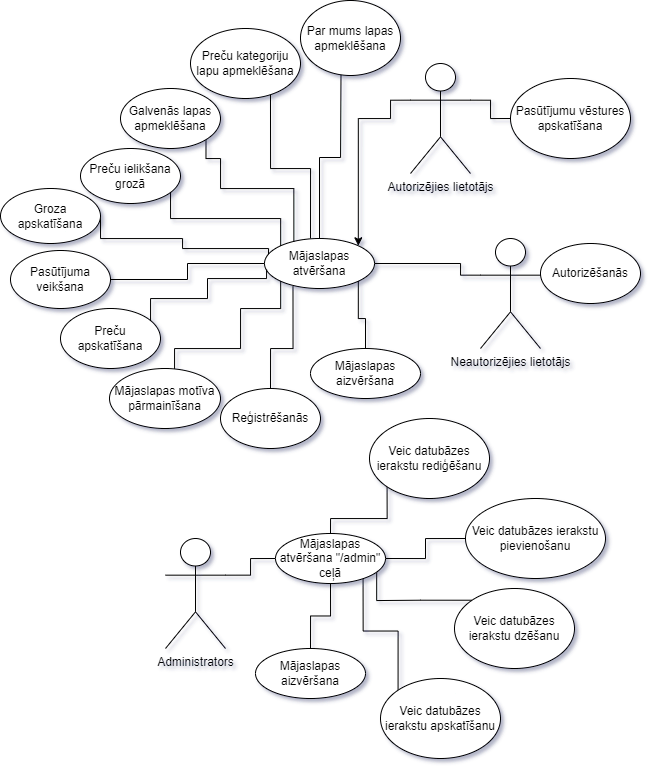 Par mums lapas
apmeklēšana
Preču kategoriju
lapu apmeklēšana
Galvenās lapas
apmeklēšana
Pasūtījumu vēstures
apskatīšana
Preču ielikšana
grozā
Autorizējies lietotājs
Groza
apskatīšana
Mājaslapas
atvēršana
Pasūtījuma
veikšana
Autorizēšanās
Preču
apskatīšana
Neautorizējies lietotājs
Mājaslapas
aizvēršana
Mājaslapas motīva
pārmainīšana
Reģistrēšanās
Veic datubāzes
ierakstu rediģēšanu
Veic datubāzes ierakstu
pievienošanu
Mājaslapas
atvēršana "/admin"
ceļā
Veic datubāzes
ierakstu dzēšanu
Administrators
Mājaslapas
aizvēršana
Veic datubāzes
ierakstu apskatīšanu